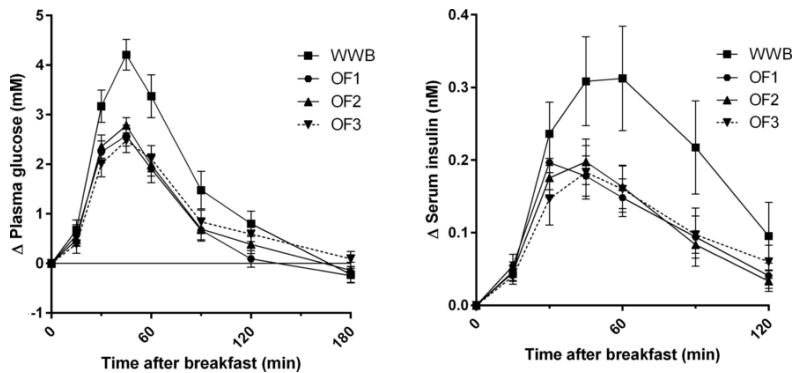 5
4
3
2
1
0
-1
Δ Plasma glucose (mM)
WWB
OF1
OF2
OF3
0
60
120
180
Time after breakfast (min)
0.4
0.3
0.2
0.1
0.0
Δ Serum insulin (nM)
WWB
OF1
OF2
OF3
0
60
120
Time after breakfast (min)